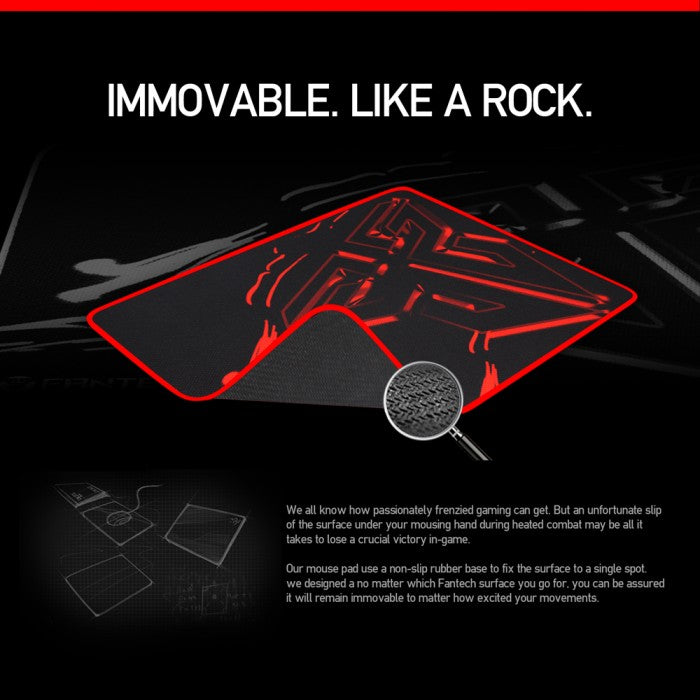 IMMOVABLE. LIKE A ROCK.
We all know how passionately frenzied gaming can get. But an unfortunate slip
of the surface under your mousing hand during heated combat may be all it
takes to lose a crucial victory in-game.
Our mouse pad use a non-slip rubber base to fix the surface to a single spot.
we designed a no matter which Fantech surface you go for, you can be assured
it will remain immovable to matter how excited your movements.